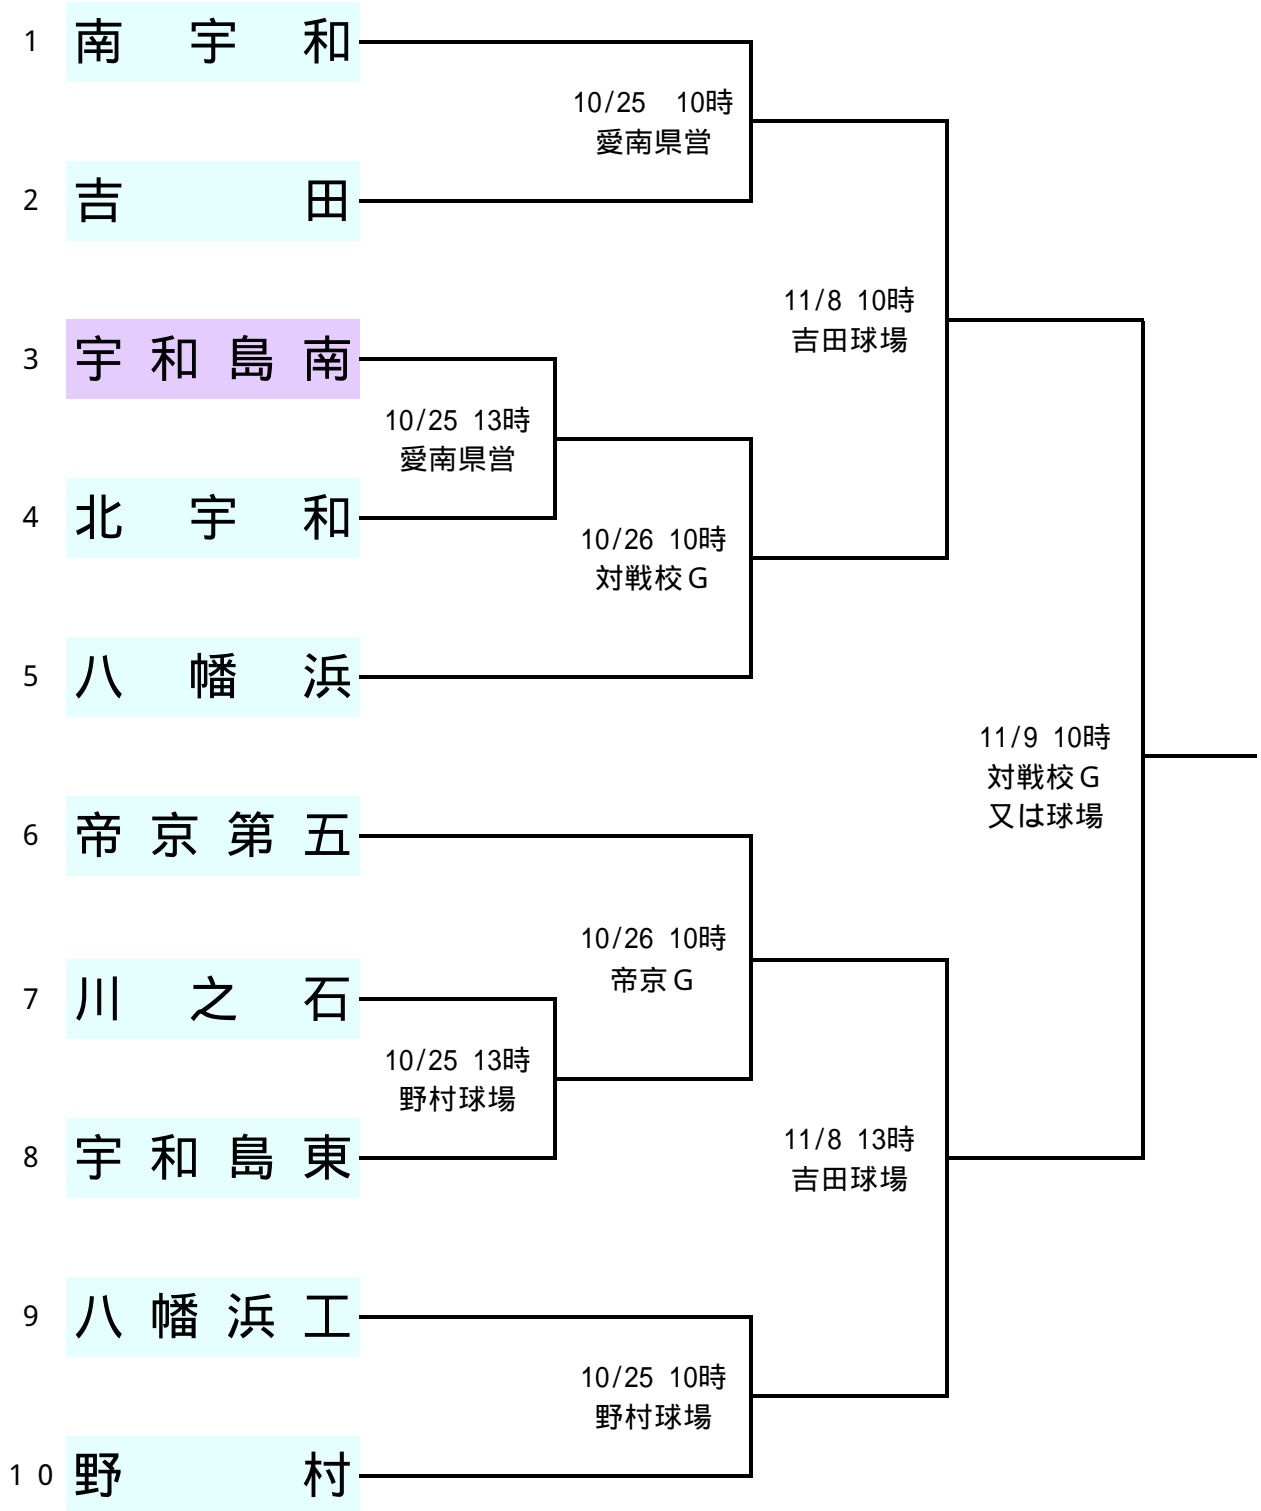 1 南宇和
10/25 10時
愛南県営
2 吉田
11/8 10時
吉田球場
3 宇和島南
10/25 13時
愛南県営
4 北宇和
10/26 10時
対戦校G
5 八幡浜
11/9 10時
対戦校G
又は球場
6 帝京第五
10/26 10時
帝京G
7 川之石
10/25 13時
野村球場
8 宇和島東
11/8 13時
吉田球場
9 八幡浜工
10/25 10時
野村球場
10 野村